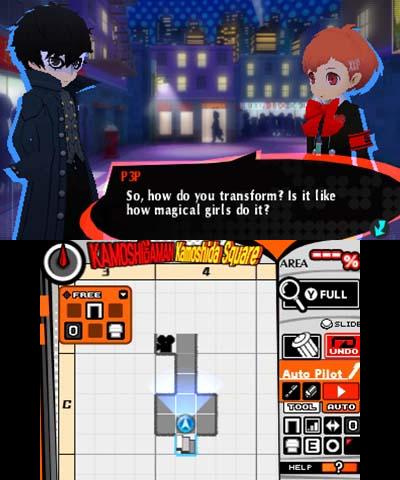 P3P
So, how do you transform? Is it like
how magical girls do it?
KAMOSHIDAMAN Kamoshida Square
AREA
---%
3
4
FREE
Y FULL
SLIDE
UNDO
O
Auto Pilot
TOOL
AUTO
C
O
E
HELP
?